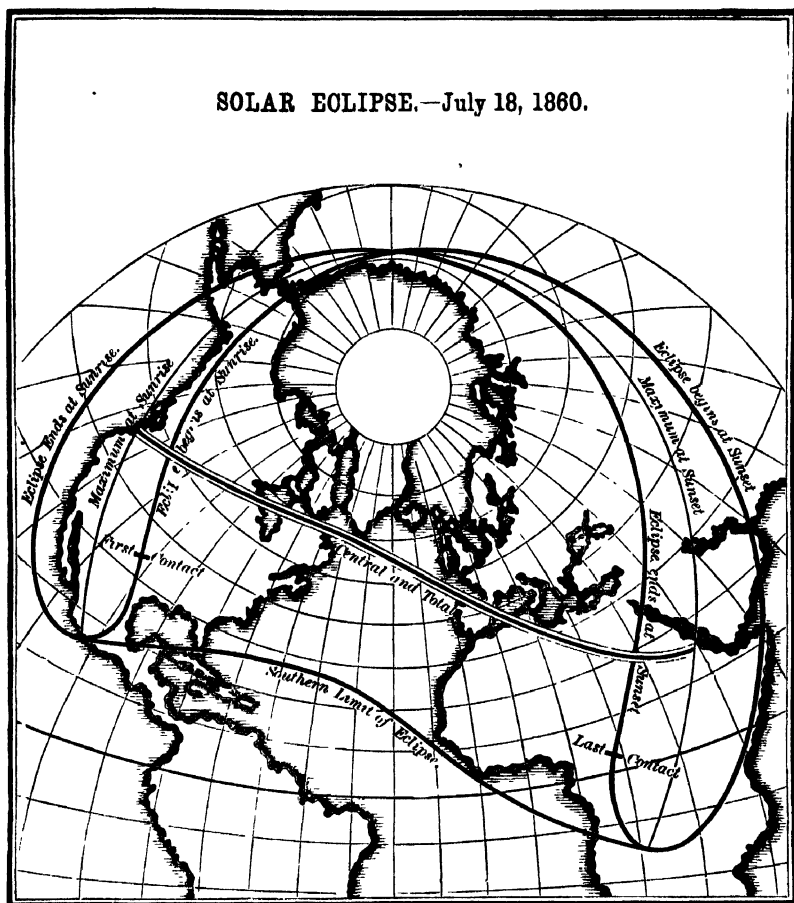 SOLAR ECLIPSE.—July 18, 1860.
Eclipse Ends at Sunrise.
Maximum at Sunrise
Eclipse begins at Sunrise.
First Contact
Central and Total
Southern Limit of Eclipse.
Eclipse begins at Sunset
Maximum at Sunset
Eclipse ends at Sunset
Last Contact